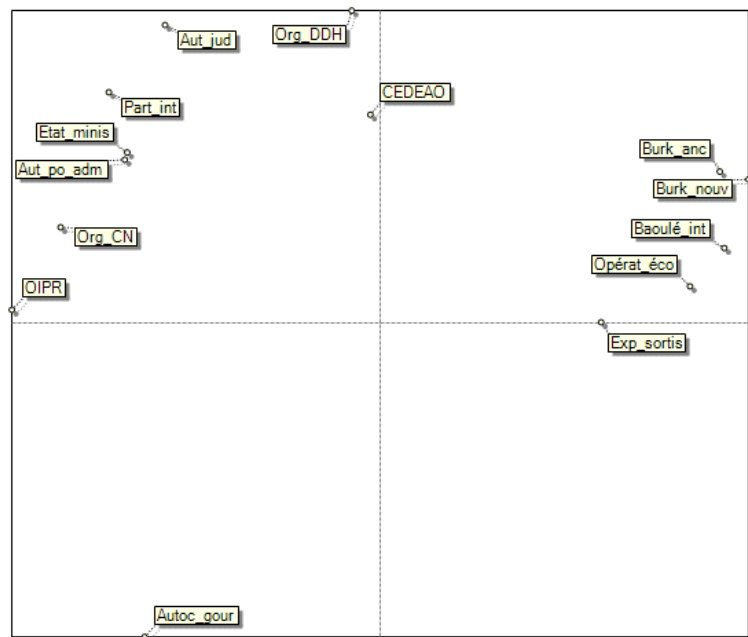 Aut_jud
Org_DDH
CEDEAO
Part_int
Etat_minis
Aut_po_adm
Burk_anc
Burk_nouv
Org_CN
Baoulé_int
Opérat_éco
OIPR
Exp_sortis
Autoc_gour